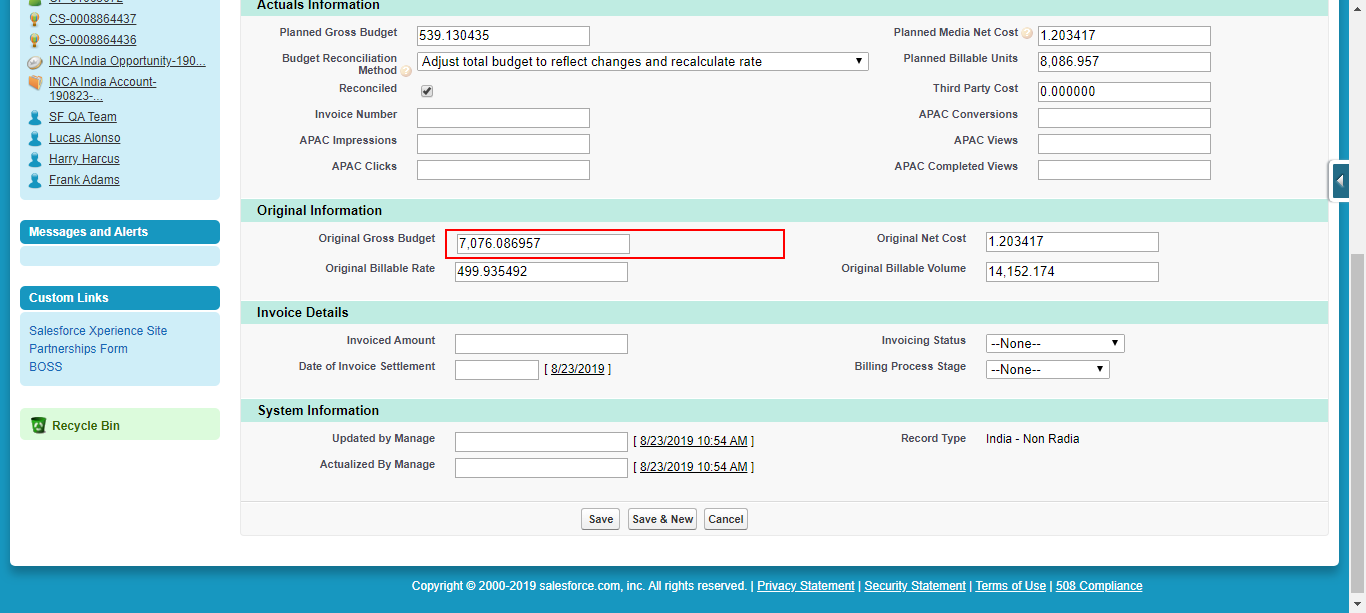 CS-0008864437
CS-0008864436
INCA India Opportunity-190...
INCA India Account-
190823-...
SF QA Team
Lucas Alonso
Harry Harcus
Frank Adams
Messages and Alerts
Custom Links
Salesforce Xperience Site
Partnerships Form
BOSS
Recycle Bin
Actuals Information
Planned Gross Budget 539.130435 Planned Media Net Cost 1.203417
Budget Reconciliation
Method Adjust total budget to reflect changes and recalculate rate Planned Billable Units 8,086.957
Reconciled Third Party Cost 0.000000
Invoice Number APAC Conversions
APAC Impressions APAC Views
APAC Clicks APAC Completed Views
Original Information
Original Gross Budget 7,076.086957 Original Net Cost 1.203417
Original Billable Rate 499.935492 Original Billable Volume 14,152.174
Invoice Details
Invoiced Amount Invoicing Status --None--
Date of Invoice Settlement [ 8/23/2019 ] Billing Process Stage --None--
System Information
Updated by Manage [ 8/23/2019 10:54 AM ] Record Type India - Non Radia
Actualized By Manage [ 8/23/2019 10:54 AM ]
Save Save & New Cancel
Copyright © 2000-2019 salesforce.com, inc. All rights reserved. | Privacy Statement | Security Statement | Terms of Use | 508 Compliance